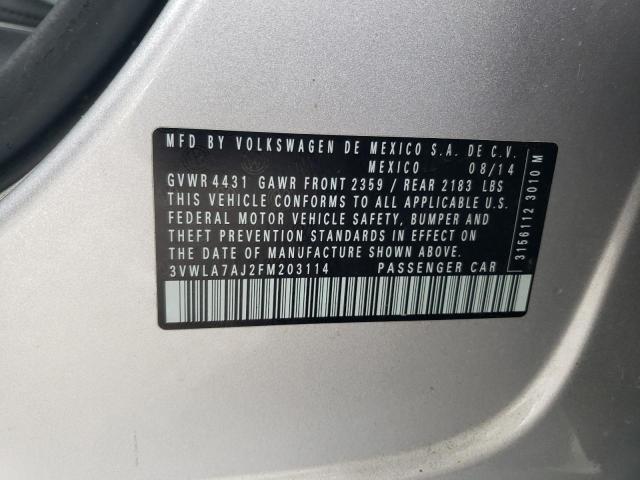 MFD BY VOLKSWAGEN DE MEXICO S.A. DE C.V.
MEXICO 08/14
GVWR 4431 GAWR FRONT 2359 / REAR 2183 LBS
THIS VEHICLE CONFORMS TO ALL APPLICABLE U.S.
FEDERAL MOTOR VEHICLE SAFETY, BUMPER AND
THEFT PREVENTION STANDARDS IN EFFECT ON
THE DATE OF MANUFACTURE SHOWN ABOVE.
3VWLA7AJ2FM203114 PASSENGER CAR
3156112 3010 M